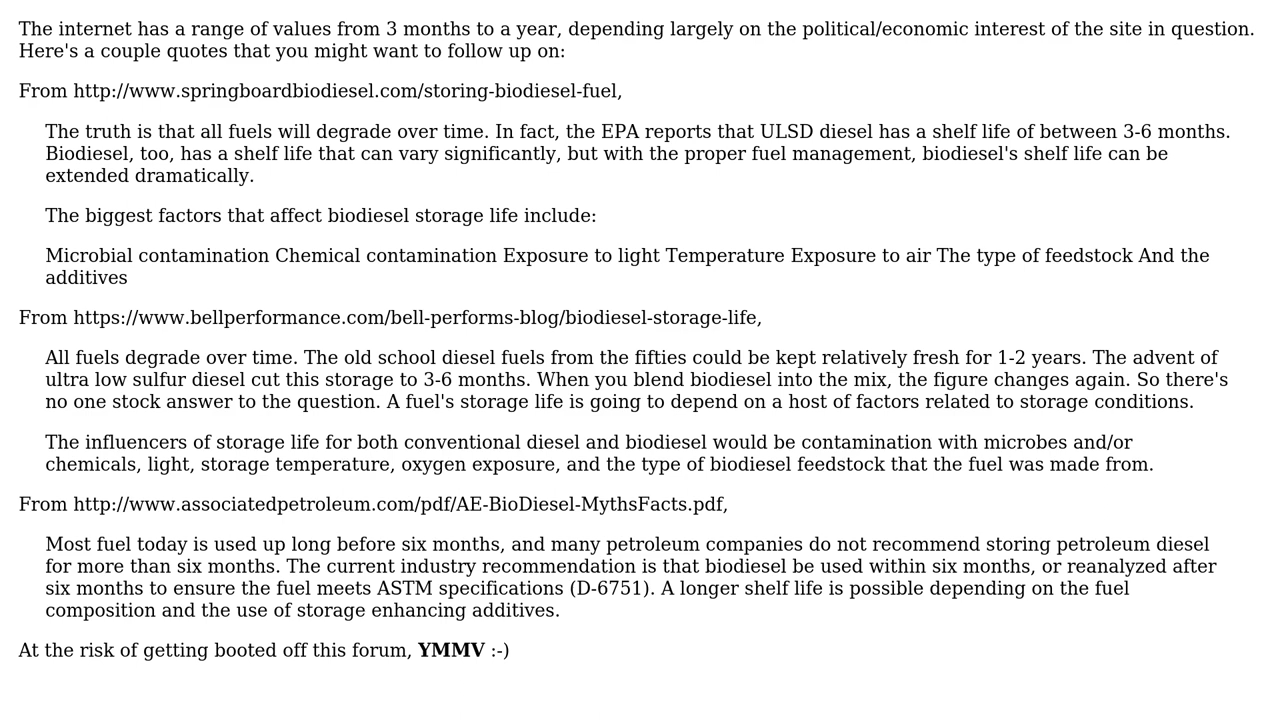 The internet has a range of values from 3 months to a year, depending largely on the political/economic interest of the site in question.
Here's a couple quotes that you might want to follow up on:
From http://www.springboardbiodiesel.com/storing-biodiesel-fuel,
The truth is that all fuels will degrade over time. In fact, the EPA reports that ULSD diesel has a shelf life of between 3-6 months.
Biodiesel, too, has a shelf life that can vary significantly, but with the proper fuel management, biodiesel's shelf life can be
extended dramatically.
The biggest factors that affect biodiesel storage life include:
Microbial contamination Chemical contamination Exposure to light Temperature Exposure to air The type of feedstock And the
additives
From https://www.bellperformance.com/bell-performs-blog/biodiesel-storage-life,
All fuels degrade over time. The old school diesel fuels from the fifties could be kept relatively fresh for 1-2 years. The advent of
ultra low sulfur diesel cut this storage to 3-6 months. When you blend biodiesel into the mix, the figure changes again. So there's
no one stock answer to the question. A fuel's storage life is going to depend on a host of factors related to storage conditions.
The influencers of storage life for both conventional diesel and biodiesel would be contamination with microbes and/or
chemicals, light, storage temperature, oxygen exposure, and the type of biodiesel feedstock that the fuel was made from.
From http://www.associatedpetroleum.com/pdf/AE-BioDiesel-MythsFacts.pdf,
Most fuel today is used up long before six months, and many petroleum companies do not recommend storing petroleum diesel
for more than six months. The current industry recommendation is that biodiesel be used within six months, or reanalyzed after
six months to ensure the fuel meets ASTM specifications (D-6751). A longer shelf life is possible depending on the fuel
composition and the use of storage enhancing additives.
At the risk of getting booted off this forum, YMMV :-)